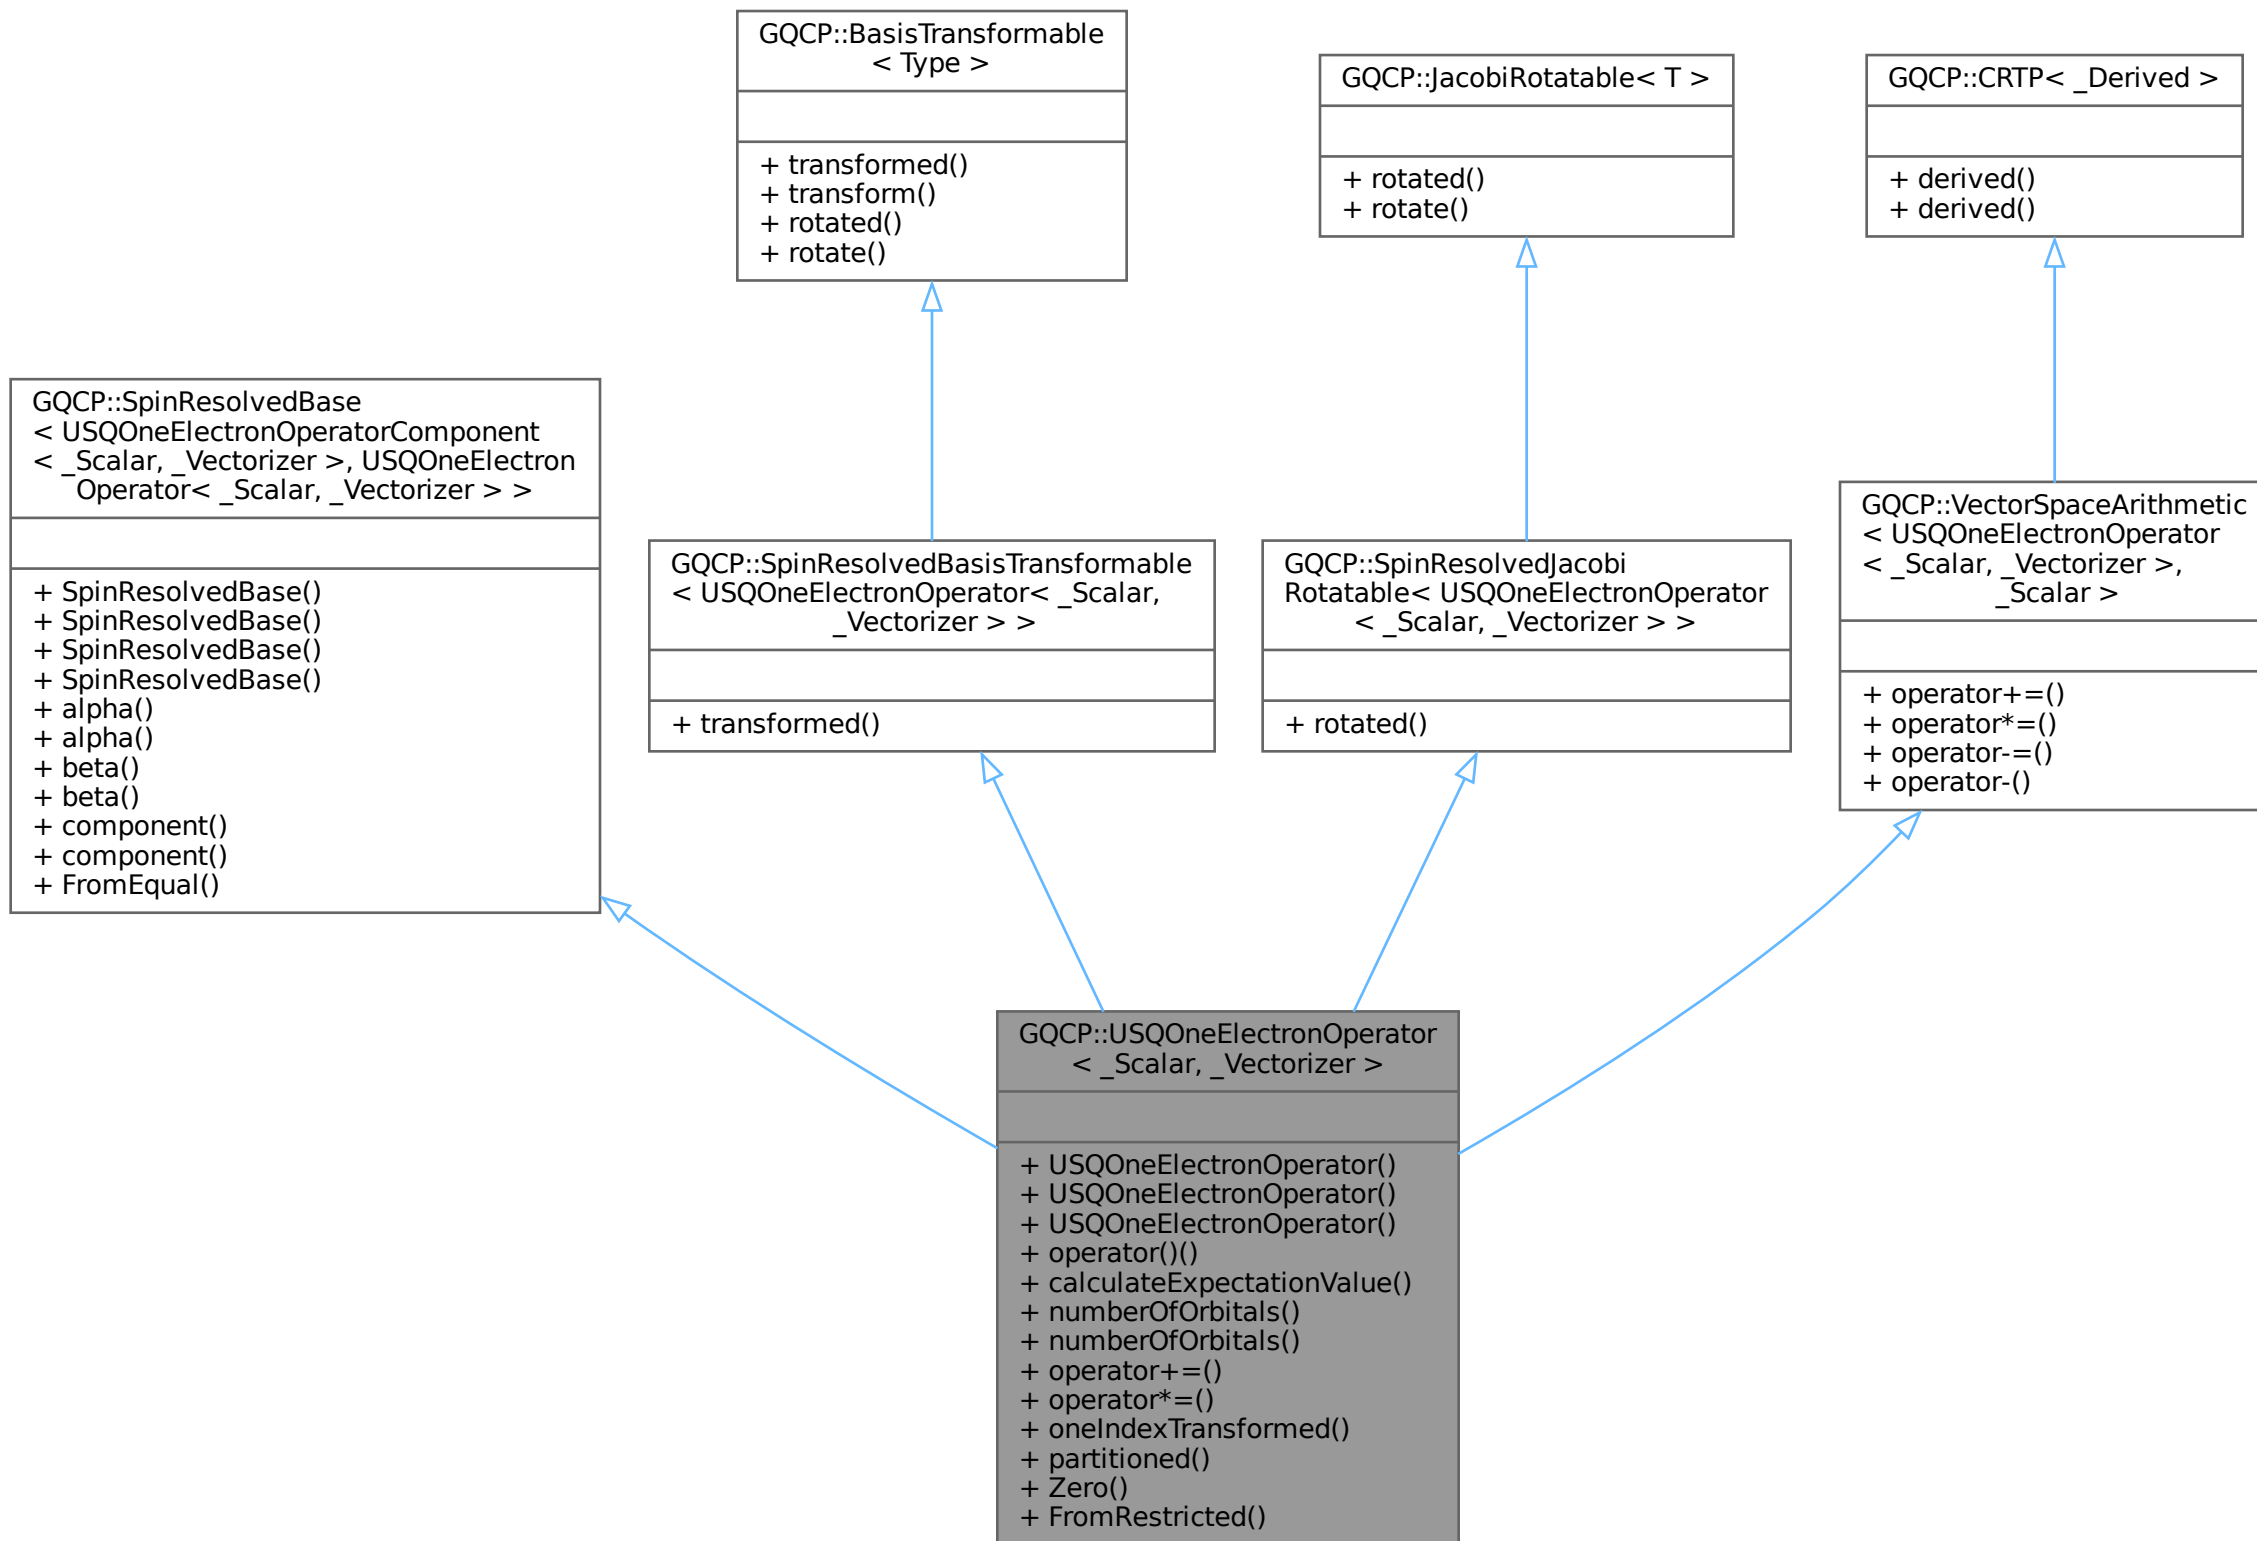 GQCP::BasisTransformable
< Type >
+ transformed()
+ transform()
+ rotated()
+ rotate()
GQCP::JacobiRotatable< T >
+ rotated()
+ rotate()
GQCP::CRTP< _Derived >
+ derived()
+ derived()
GQCP::SpinResolvedBase
< USQOneElectronOperatorComponent
< _Scalar, _Vectorizer >, USQOneElectron
Operator< _Scalar, _Vectorizer > >
+ SpinResolvedBase()
+ SpinResolvedBase()
+ SpinResolvedBase()
+ SpinResolvedBase()
+ alpha()
+ alpha()
+ beta()
+ beta()
+ component()
+ component()
+ FromEqual()
GQCP::SpinResolvedBasisTransformable
< USQOneElectronOperator< _Scalar,
_Vectorizer > >
+ transformed()
GQCP::SpinResolvedJacobi
Rotatable< USQOneElectronOperator
< _Scalar, _Vectorizer > >
+ rotated()
GQCP::VectorSpaceArithmetic
< USQOneElectronOperator
< _Scalar, _Vectorizer >,
_Scalar >
+ operator+=()
+ operator*=()
+ operator-=()
+ operator-()
GQCP::USQOneElectronOperator
< _Scalar, _Vectorizer >
+ USQOneElectronOperator()
+ USQOneElectronOperator()
+ USQOneElectronOperator()
+ operator()()
+ calculateExpectationValue()
+ numberOfOrbitals()
+ numberOfOrbitals()
+ operator+=()
+ operator*=()
+ oneIndexTransformed()
+ partitioned()
+ Zero()
+ FromRestricted()